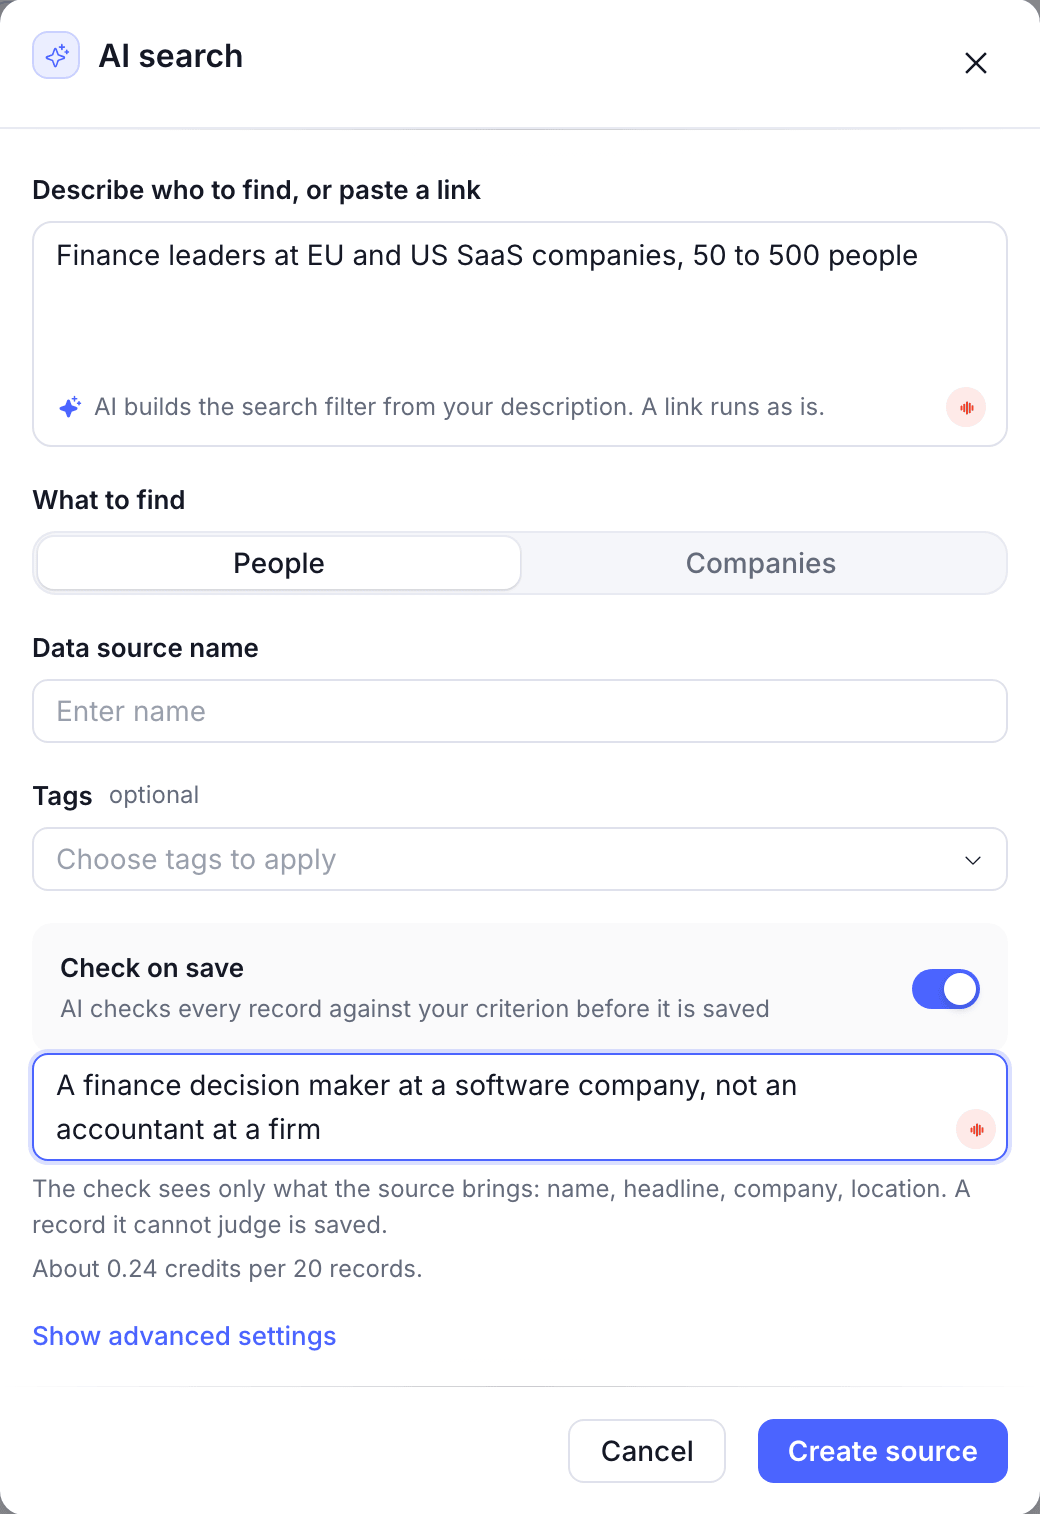 AI search
Describe who to find, or paste a link
Finance leaders at EU and US SaaS companies, 50 to 500 people
AI builds the search filter from your description. A link runs as is.
What to find
People
Companies
Data source name
Enter name
Tags optional
Choose tags to apply
Check on save
AI checks every record against your criterion before it is saved
A finance decision maker at a software company, not an
accountant at a firm
The check sees only what the source brings: name, headline, company, location. A
record it cannot judge is saved.
About 0.24 credits per 20 records.
Show advanced settings
Cancel
Create source